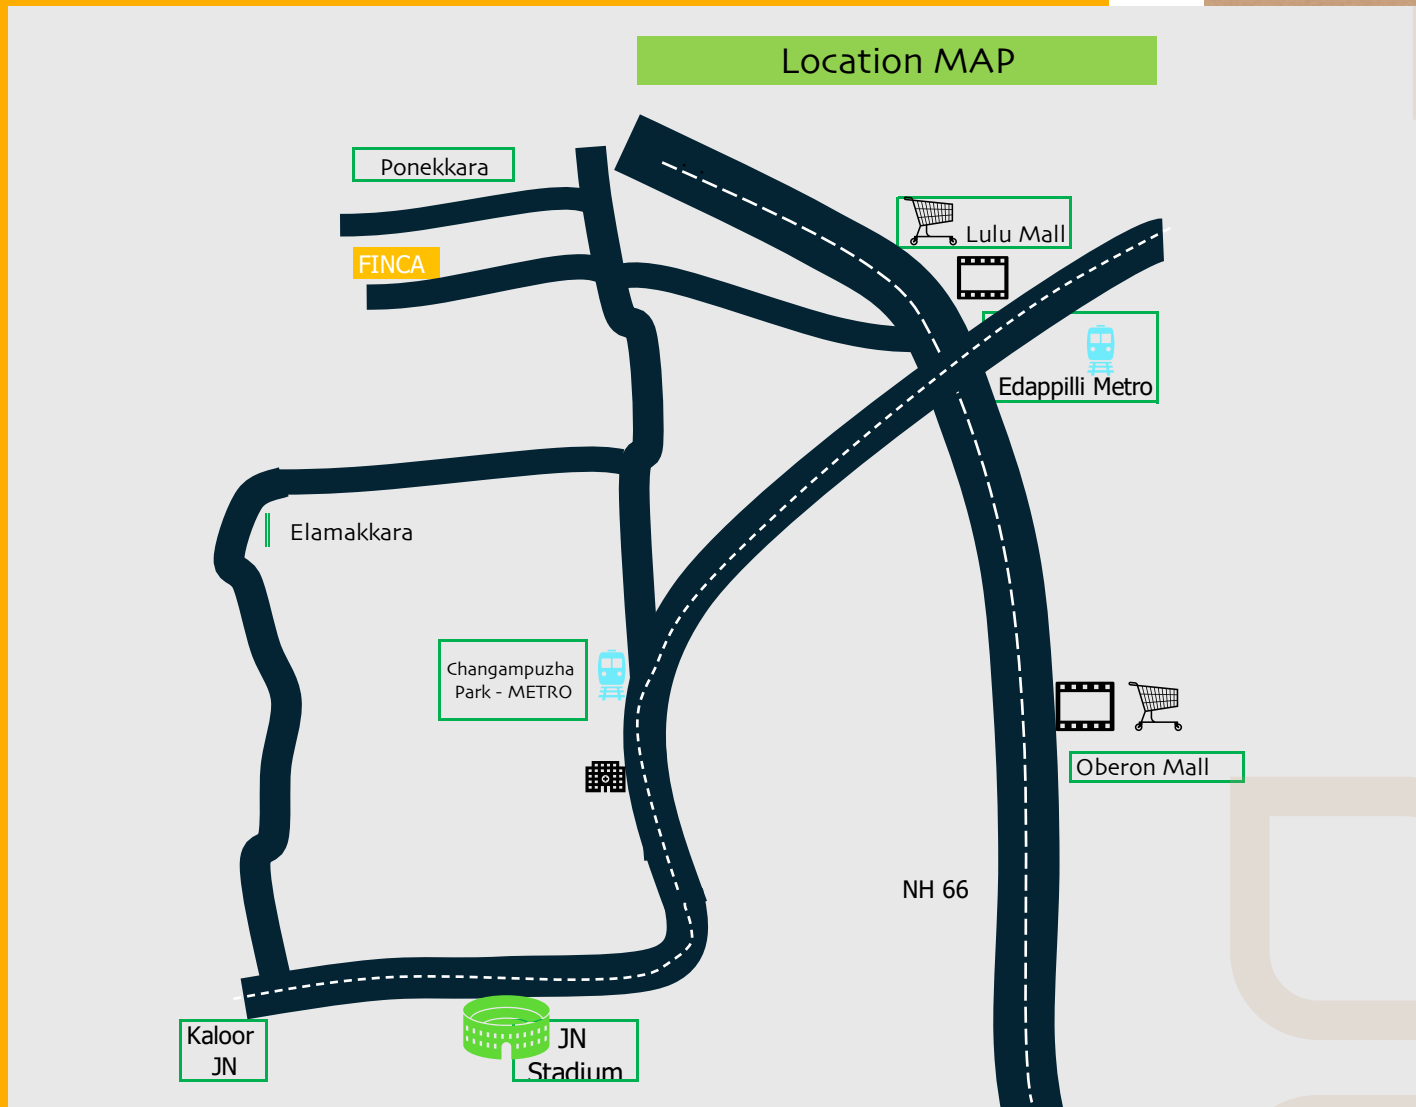 Location MAP
Ponekkara
Lulu Mall
FINCA
Edappilli Metro
Elamakkara
Changampuzha
Park - METRO
Oberon Mall
NH 66
Kaloor
JN
JN
Stadium